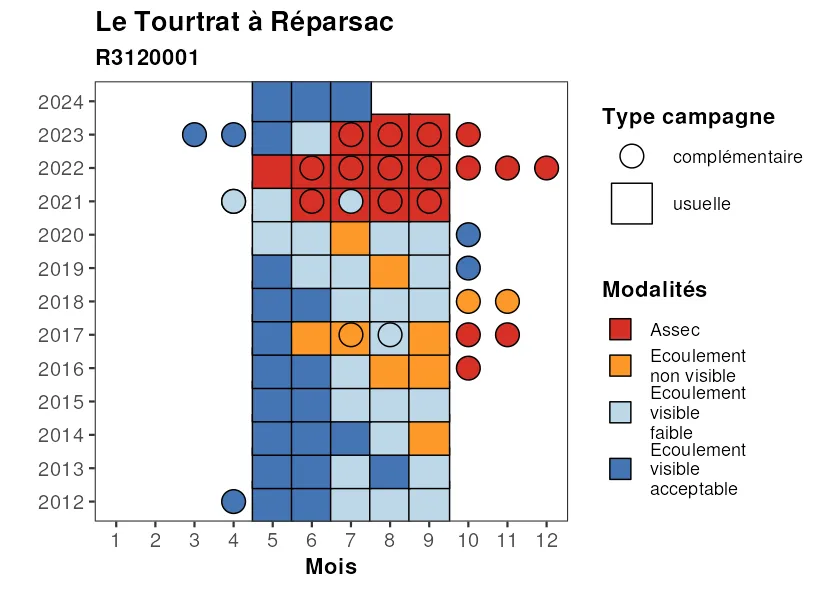 Le Tourtrat à Réparsac
R3120001
2024
2023
2022
2021
2020
2019
2018
2017
2016
2015
2014
2013
2012
1 2 3 4 5 6 7 8 9 10 11 12
Mois
Type campagne
complémentaire
usuelle
Modalités
Assec
Ecoulement
non visible
Ecoulement
visible
faible
Ecoulement
visible
acceptable